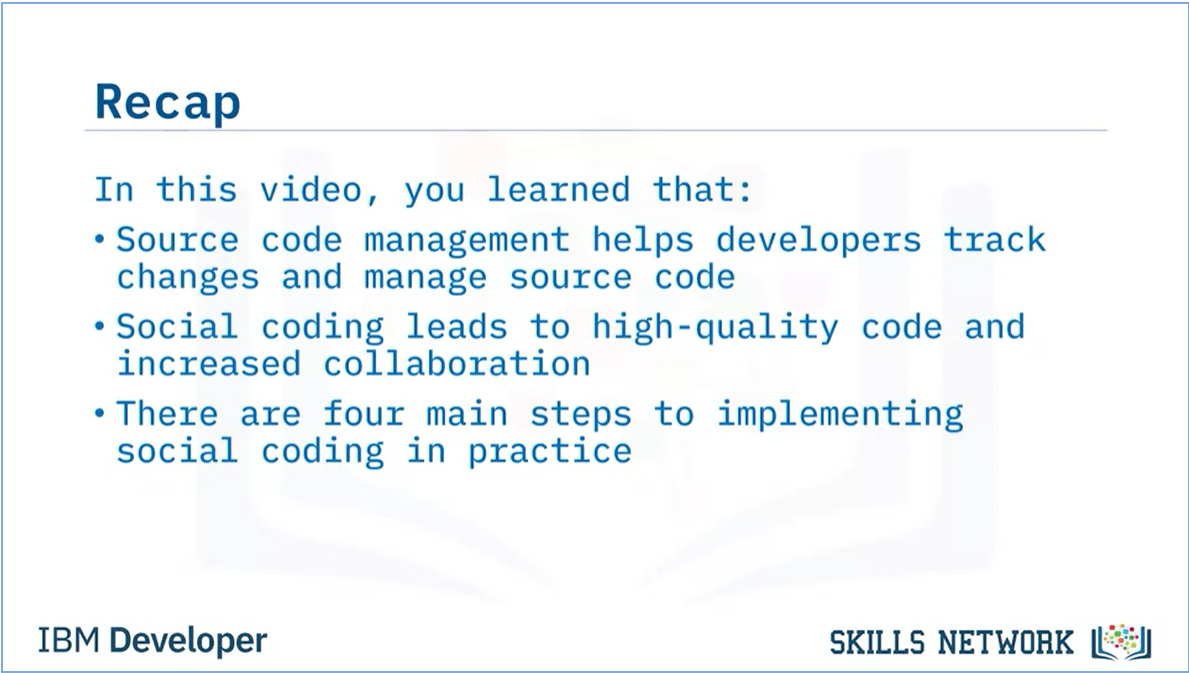 Recap
In this video, you learned that:
• Source code management helps developers track
changes and manage source code
• Social coding leads to high-quality code and
increased collaboration
• There are four main steps to implementing
social coding in practice
IBM Developer
SKILLS NETWORK